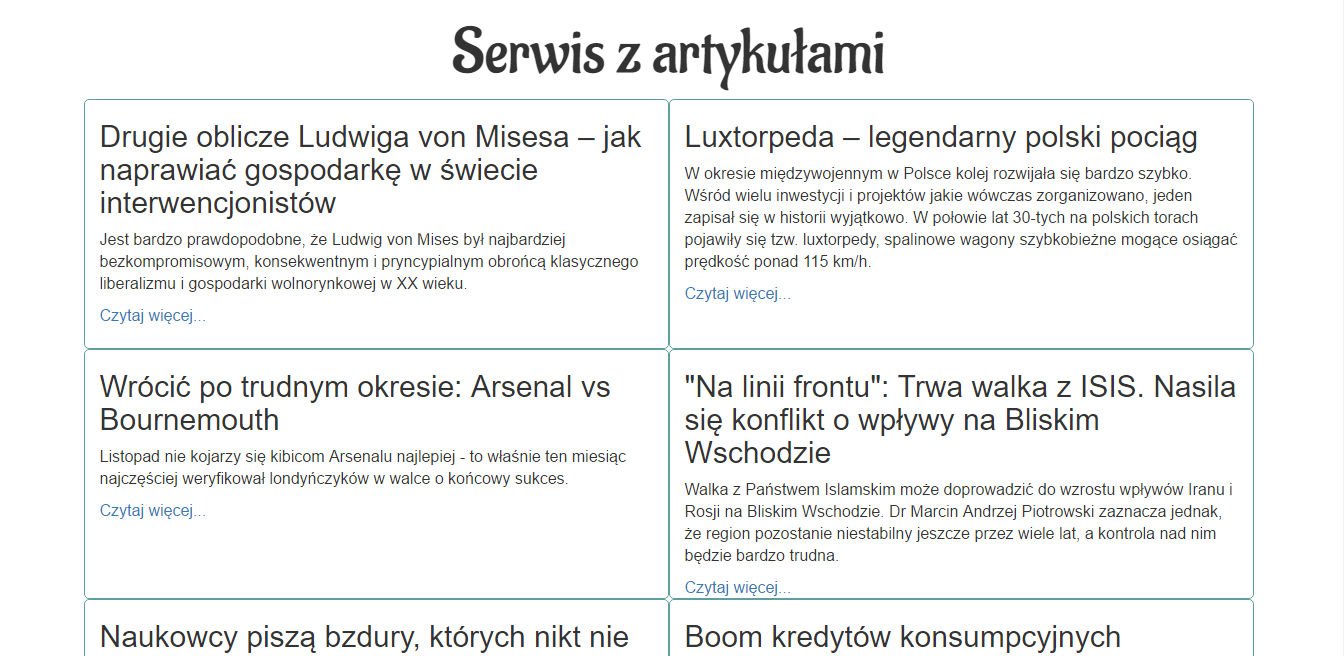 Serwis z artykułami
Drugie oblicze Ludwiga von Misesa – jak
naprawiać gospodarkę w świecie
interwencjonistów
Jest bardzo prawdopodobne, że Ludwig von Mises był najbardziej
bezkompromisowym, konsekwentnym i pryncypialnym obrońcą klasycznego
liberalizmu i gospodarki wolnorynkowej w XX wieku.
Czytaj więcej...
Luxtorpeda – legendarny polski pociąg
W okresie międzywojennym w Polsce kolej rozwijała się bardzo szybko.
Wśród wielu inwestycji i projektów jakie wówczas zorganizowano, jeden
zapisał się w historii wyjątkowo. W połowie lat 30-tych na polskich torach
pojawiły się tzw. luxtorpedy, spalinowe wagony szybkobieżne mogące osiągać
prędkość ponad 115 km/h.
Czytaj więcej...
Wrócić po trudnym okresie: Arsenal vs
Bournemouth
Listopad nie kojarzy się kibicom Arsenalu najlepiej - to właśnie ten miesiąc
najczęściej weryfikował londyńczyków w walce o końcowy sukces.
Czytaj więcej...
"Na linii frontu": Trwa walka z ISIS. Nasila
się konflikt o wpływy na Bliskim
Wschodzie
Walka z Państwem Islamskim może doprowadzić do wzrostu wpływów Iranu i
Rosji na Bliskim Wschodzie. Dr Marcin Andrzej Piotrowski zaznacza jednak,
że region pozostanie niestabilny jeszcze przez wiele lat, a kontrola nad nim
będzie bardzo trudna.
Czytaj więcej...
Naukowcy piszą bzdury, których nikt nie
Boom kredytów konsumpcyjnych